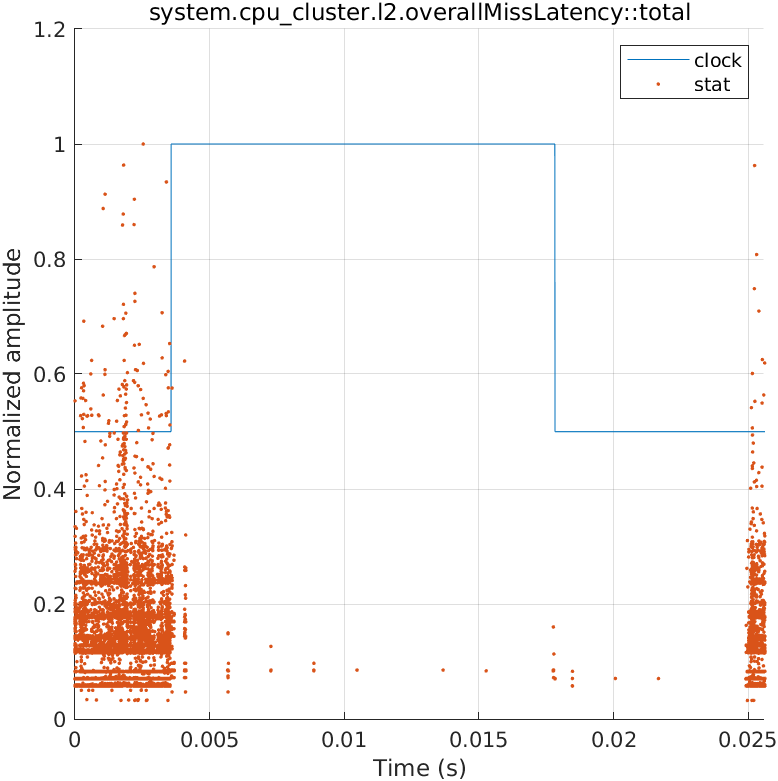 system.cpu_cluster.l2.overallMissLatency::total
1.2
clock
stat
1
0.8
0.6
0.4
0.2
0
Normalized amplitude
0
0.005
0.01
0.015
0.02
0.025
Time (s)